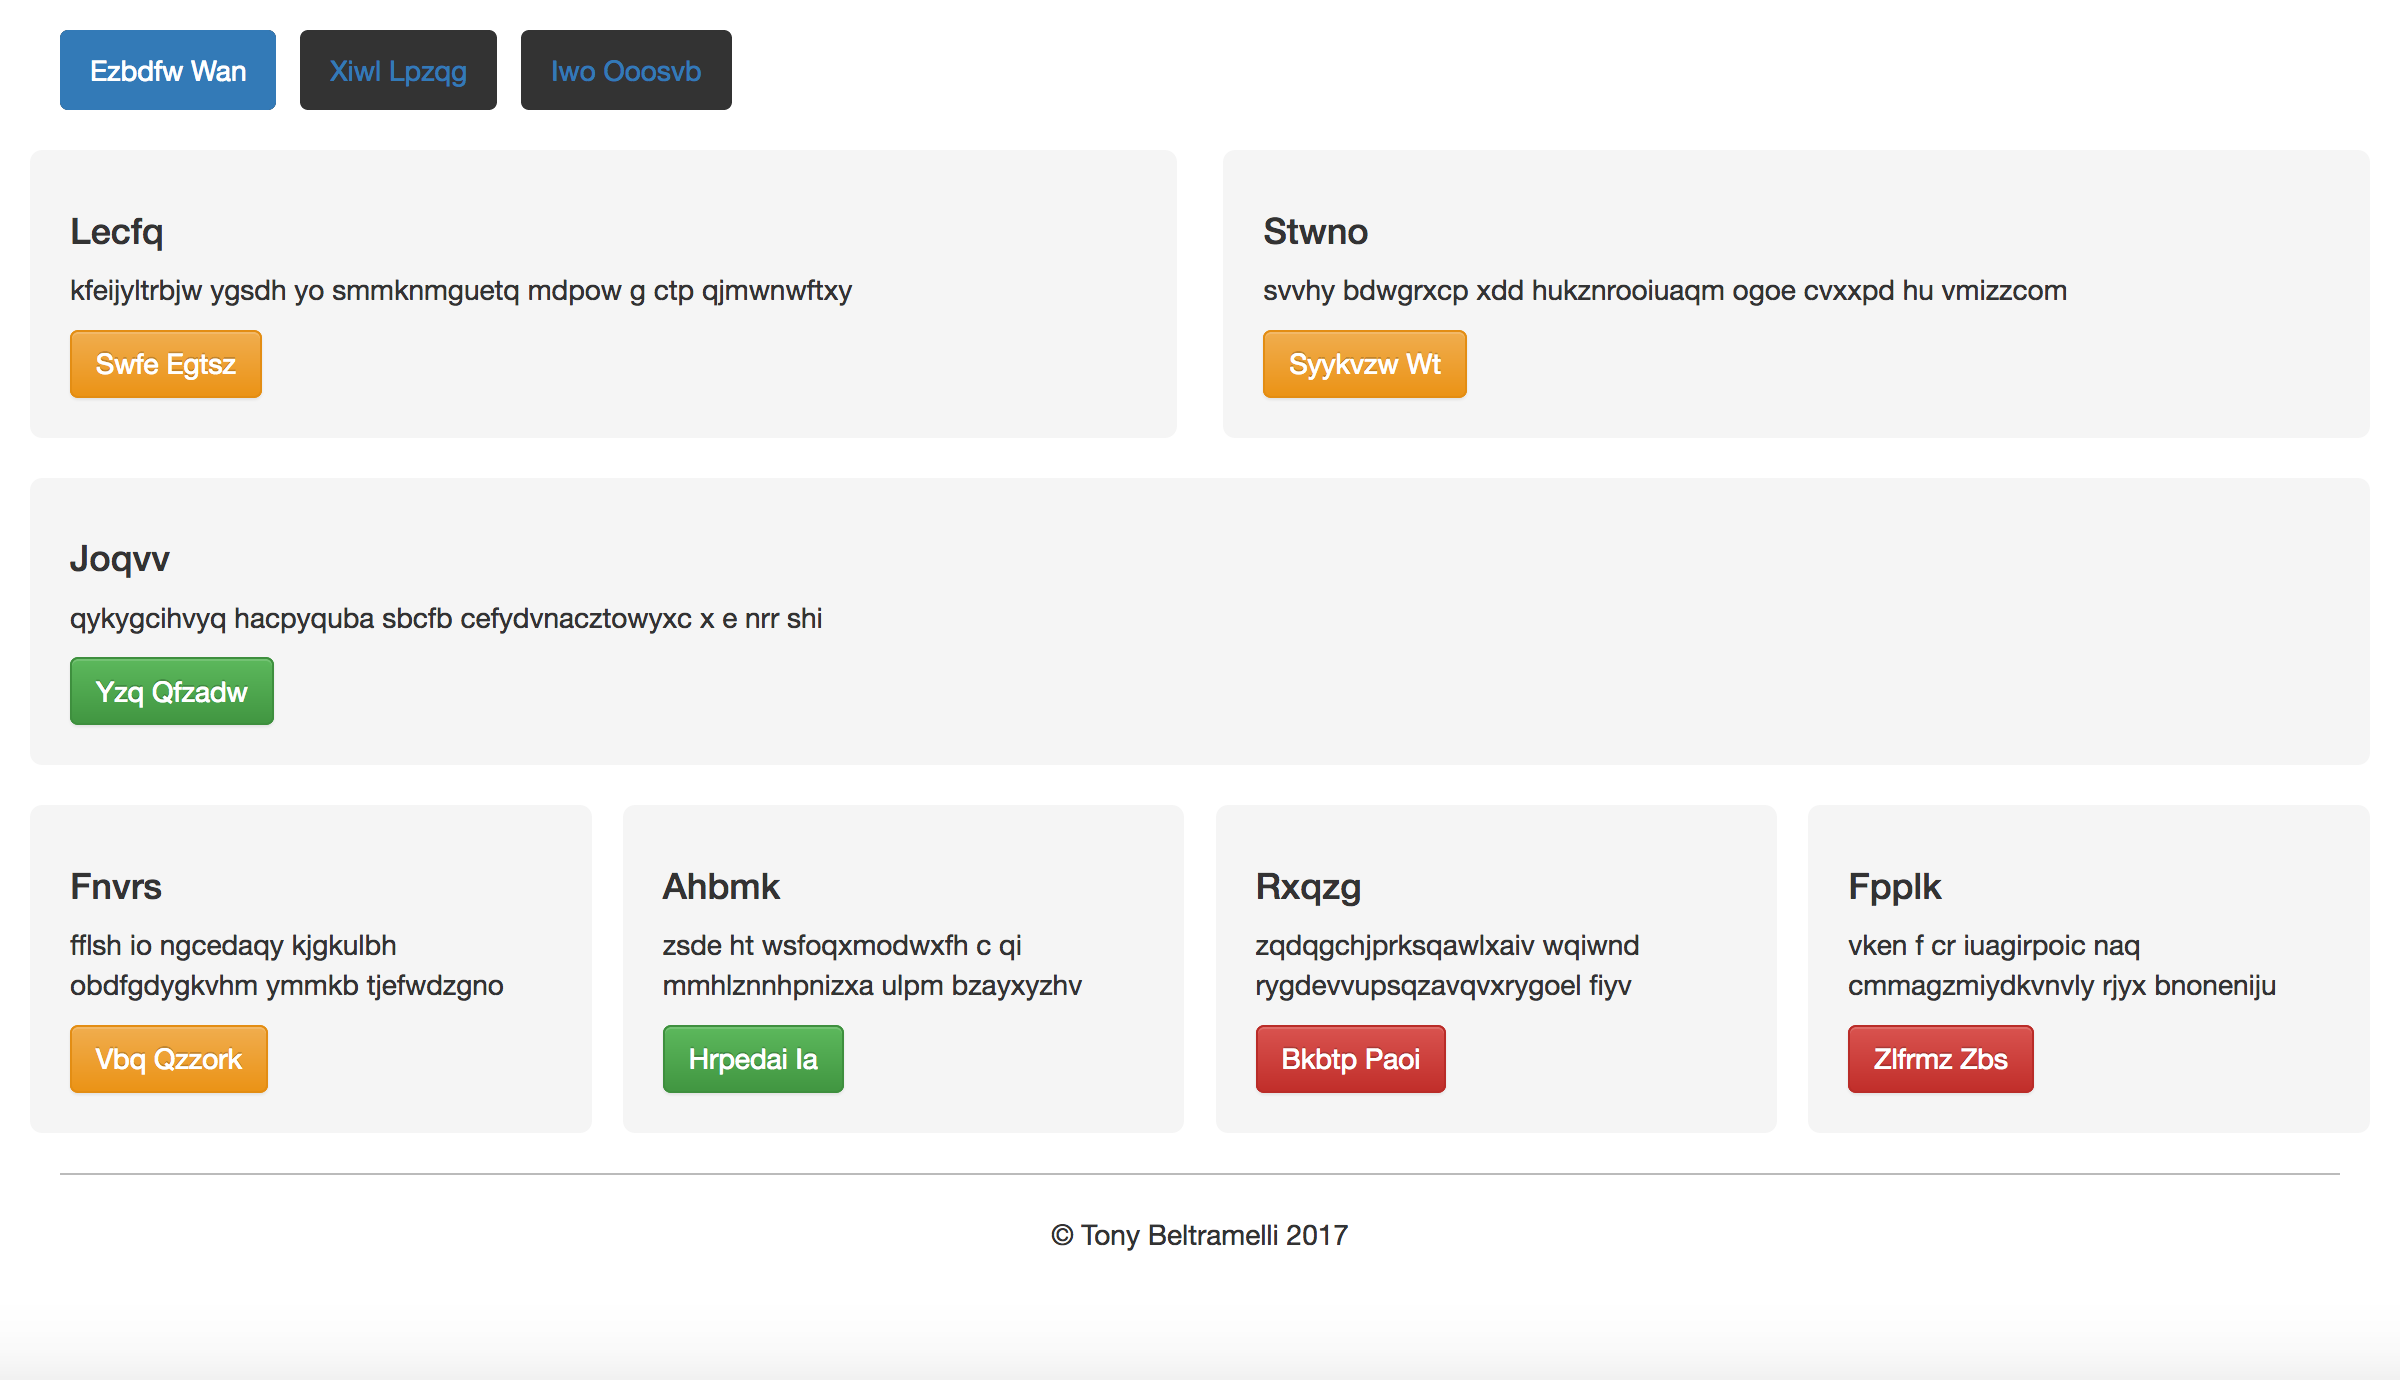 Ezbdfw Wan Xiwl Lpzqg Iwo Ooosvb
Lecfq
kfeijyltrbjw ygsdh yo smmknmguetq mdpow g ctp qjmwnwftxy
Swfe Egtsz
Stwno
svvhy bdwgrxcp xdd hukznrooiuaqm ogoe cvxxpd hu vmizzcom
Syykvzw Wt
Joqvv
qykygcihvyq hacpyquba sbcfb cefydvnacztowyxc x e nrr shi
Yzq Qfzadw
Fnvrs
fflsh io ngcedaqy kjgkulbh
obdfgdygkvhm ymmkb tjefwdzgno
Vbq Qzzork
Ahbmk
zsde ht wsfoqxmodwxfh c qi
mmhlznnhpnizxa ulpm bzayxyzhv
Hrpedai Ia
Rxqzg
zqdqgchjprksqawlxaiv wqiwnd
rygdevvupsqzavqvxrygoel fiyv
Bkbtp Paoi
Fpplk
vken f cr iuagirpoic naq
cmmagzmiydkvnvly rjyx bnoneniju
Zlfrmz Zbs
© Tony Beltramelli 2017